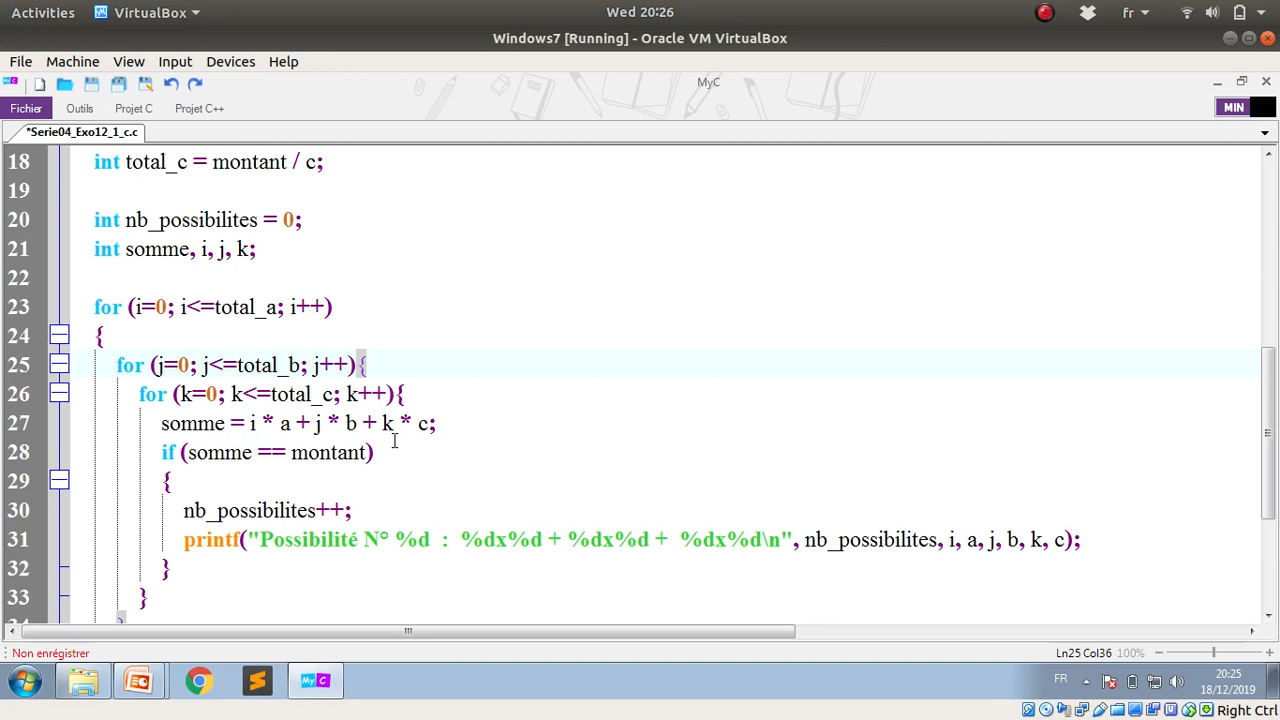 Activities VirtualBox Wed 20:26 fr
Windows7 [Running] - Oracle VM VirtualBox
File Machine View Input Devices Help
MyC
Fichier Outils Projet C Projet C++ MIN
*Serie04_Exo12_1_c.c
18 int total_c = montant / c;
19
20 int nb_possibilites = 0;
21 int somme, i, j, k;
22
23 for (i=0; i<=total_a; i++)
24 {
25 for (j=0; j<=total_b; j++){
26 for (k=0; k<=total_c; k++){
27 somme = i * a + j * b + k * c;
28 if (somme == montant)
29 {
30 nb_possibilites++;
31 printf("Possibilité N° %d  :  %dx%d + %dx%d +  %dx%d\n", nb_possibilites, i, a, j, b, k, c);
32 }
33 }
34 }
Non enregistrer Ln25 Col36 100%
MyC FR 20:25
18/12/2019
Right Ctrl